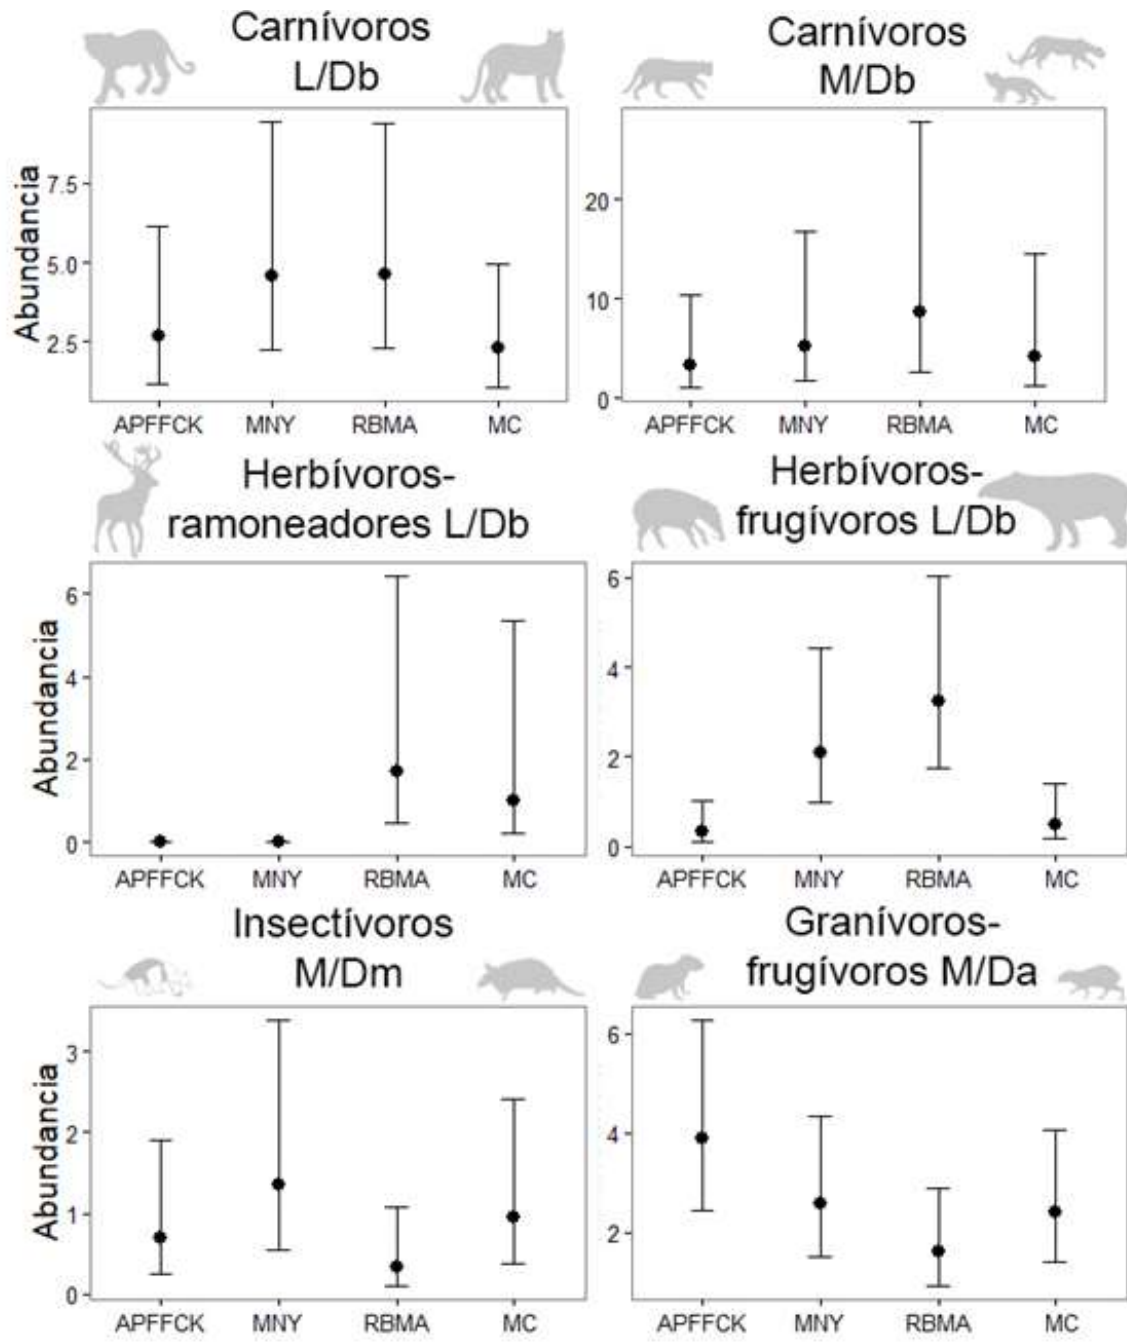 Carnívoros
L/Db
Carnívoros
M/Db
Abundancia
7.5
5.0
2.5
20
10
0
APFFCK MNY RBMA MC
APFFCK MNY RBMA MC
Herbívoros-
ramoneadores L/Db
Herbívoros-
frugívoros L/Db
Abundancia
6
4
2
0
6
4
2
0
APFFCK MNY RBMA MC
APFFCK MNY RBMA MC
Insectívoros
M/Dm
Granívoros-
frugívoros M/Da
Abundancia
3
2
1
0
6
4
2
APFFCK MNY RBMA MC
APFFCK MNY RBMA MC